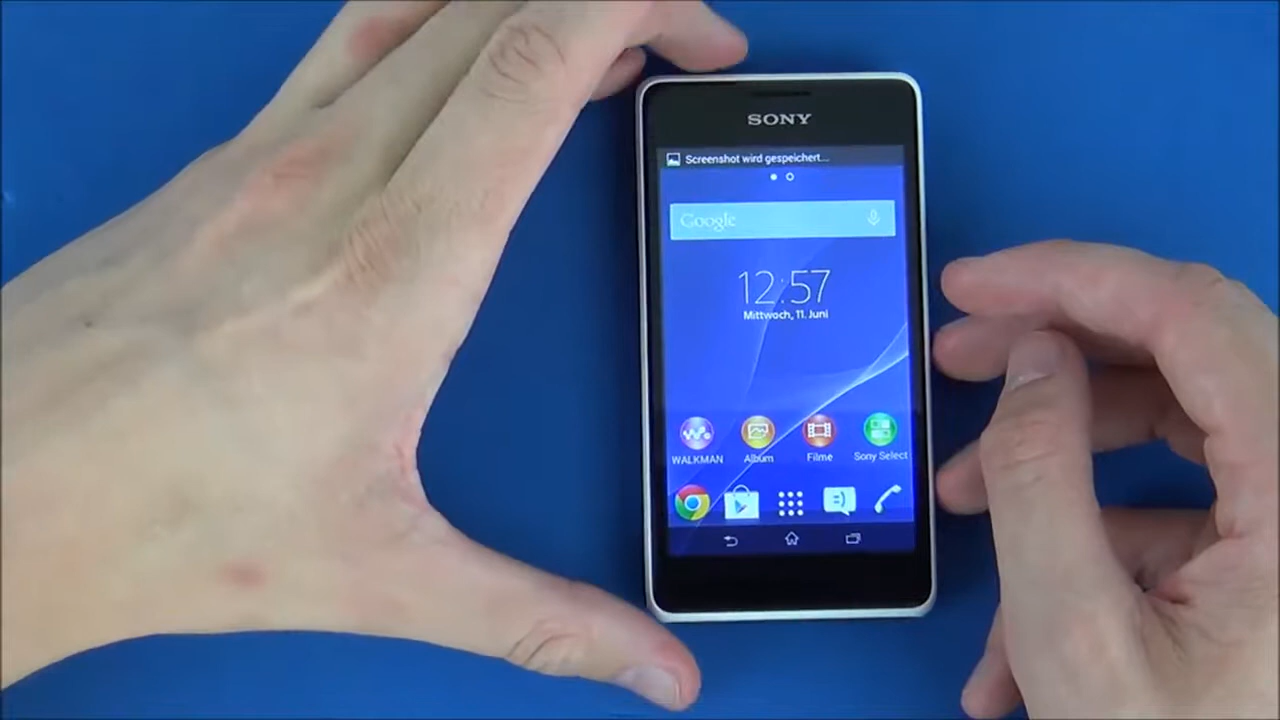 SONY
Screenshot wird gespeichert...
Google
12:57
Mittwoch, 11. Juni
WALKMAN Album Filme Sony Select